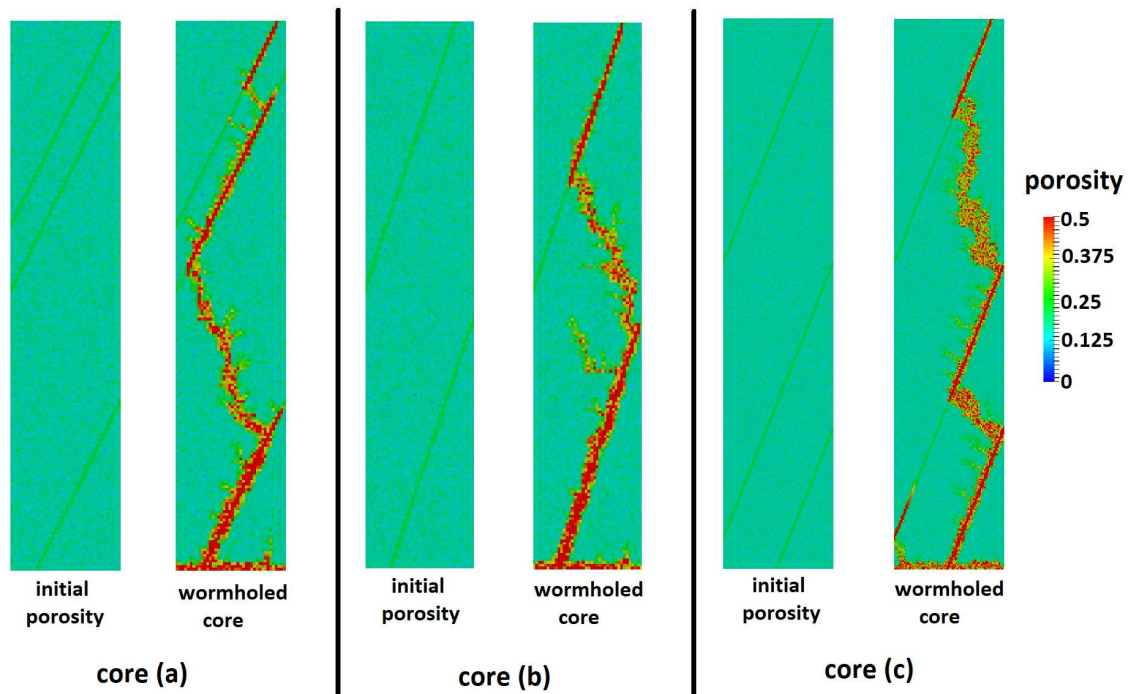 porosity
0.5
0.375
0.25
0.125
0
initial
porosity
wormholed
core
initial
porosity
wormholed
core
initial
porosity
wormholed
core
core (a)
core (b)
core (c)